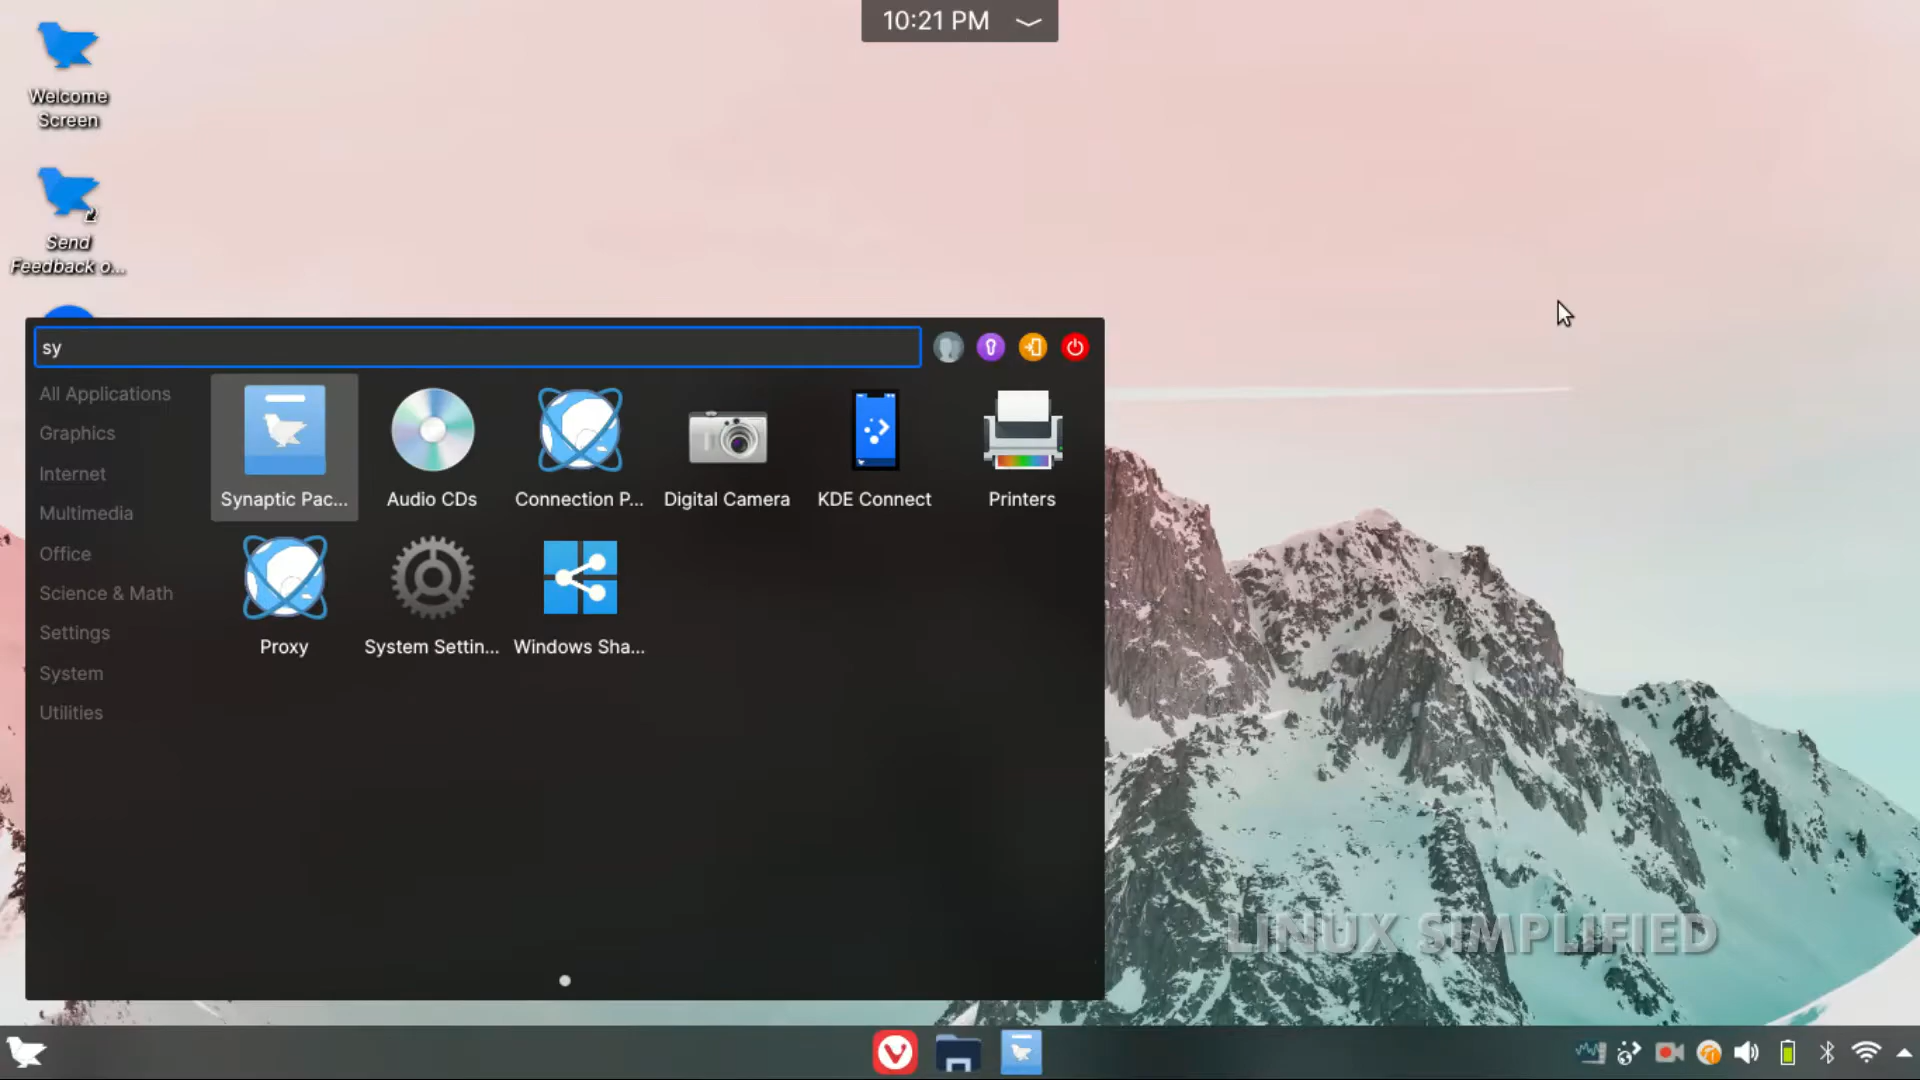 10:21 PM
Welcome
Screen
Send
Feedback o...
sy
All Applications
Graphics
Internet
Multimedia
Office
Science & Math
Settings
System
Utilities
Synaptic Pac...
Audio CDs
Connection P...
Digital Camera
KDE Connect
Printers
Proxy
System Settin...
Windows Sha...
LINUX SIMPLIFIED